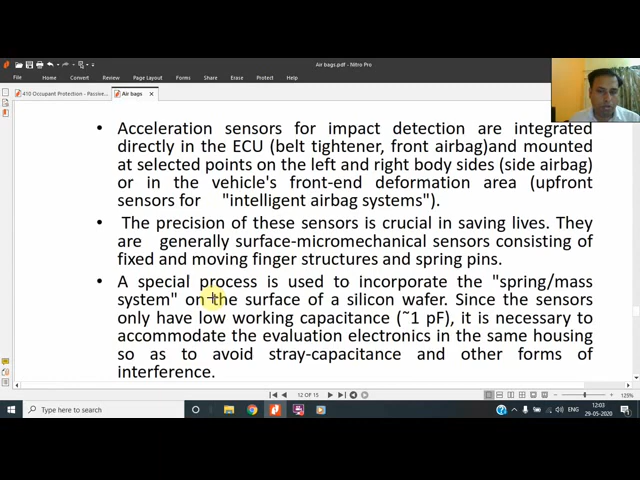 Air bags.pdf - Nitro Pro
File Home Convert Merge Page Layout Forms Share Erase Protect Help
410 Occupant Protection - Passive... Air bags
• Acceleration sensors for impact detection are integrated
directly in the ECU (belt tightener, front airbag)and mounted
at selected points on the left and right body sides (side airbag)
or in the vehicle's front-end deformation area (upfront
sensors for "intelligent airbag systems").
• The precision of these sensors is crucial in saving lives. They
are generally surface-micromechanical sensors consisting of
fixed and moving finger structures and spring pins.
• A special process is used to incorporate the "spring/mass
system" on the surface of a silicon wafer. Since the sensors
only have low working capacitance (~1 pF), it is necessary to
accommodate the evaluation electronics in the same housing
so as to avoid stray-capacitance and other forms of
interference.
12 OF 15
125%
Type here to search
ENG
12:03
29-05-2020